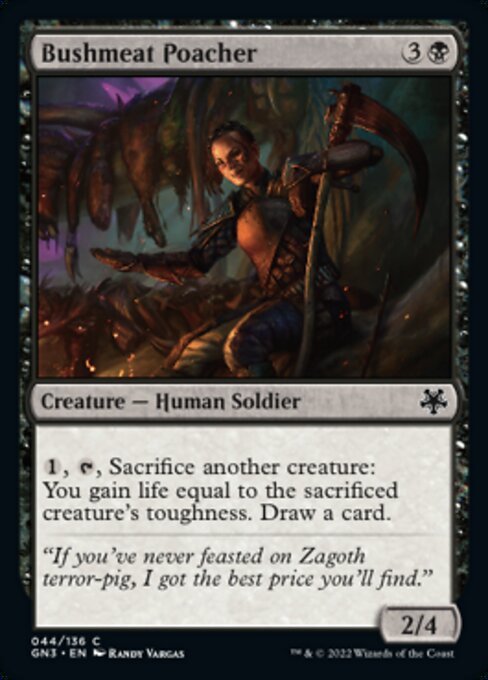 Bushmeat Poacher 3
Creature — Human Soldier
1, , Sacrifice another creature:
You gain life equal to the sacrificed
creature's toughness. Draw a card.
"If you've never feasted on Zagoth
terror-pig, I got the best price you'll find."
2/4
044/136 C
GN3 • EN Randy Vargas
™ & © 2022 Wizards of the Coast